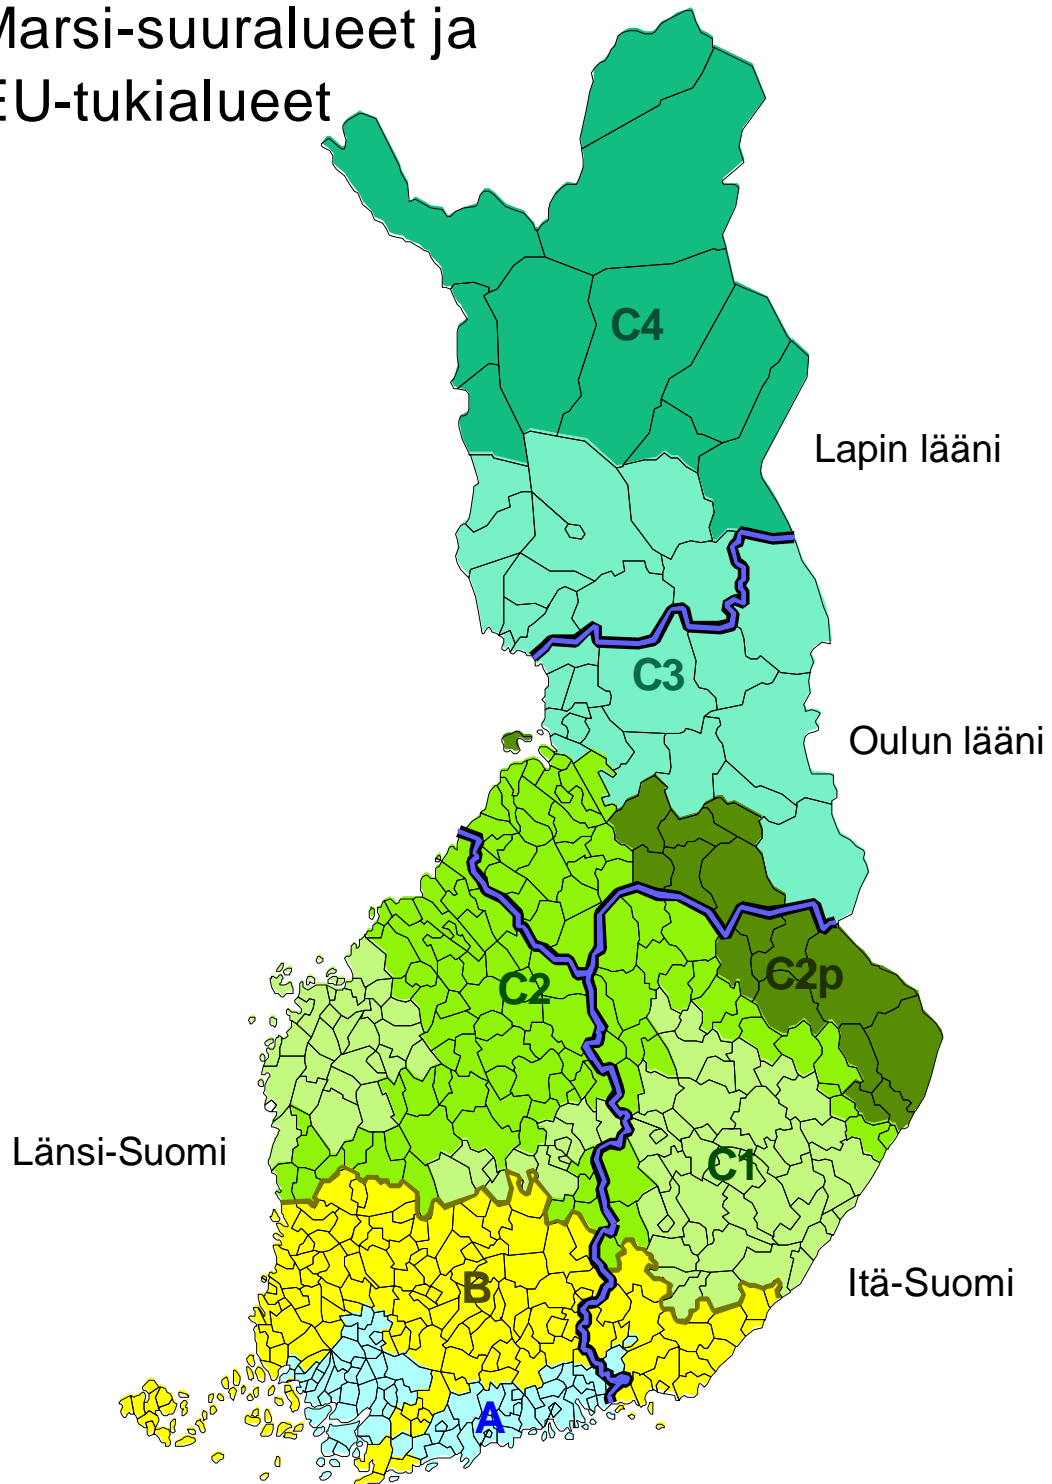 Marsi-suuralueet ja
EU-tukialueet
C4
Lapin lääni
C3
Oulun lääni
C2p
C2
Länsi-Suomi
C1
Itä-Suomi
B
A